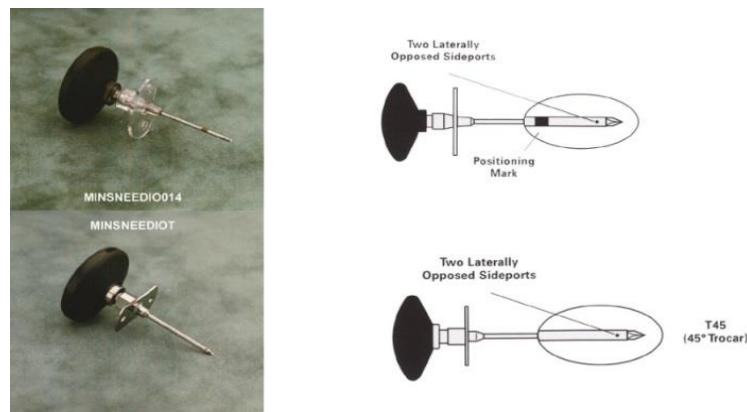 MINSNEEDIO014
MINSNEEDIOT
Two Laterally
Opposed Sideports
Positioning
Mark
Two Laterally
Opposed Sideports
T45
(45° Trocar)